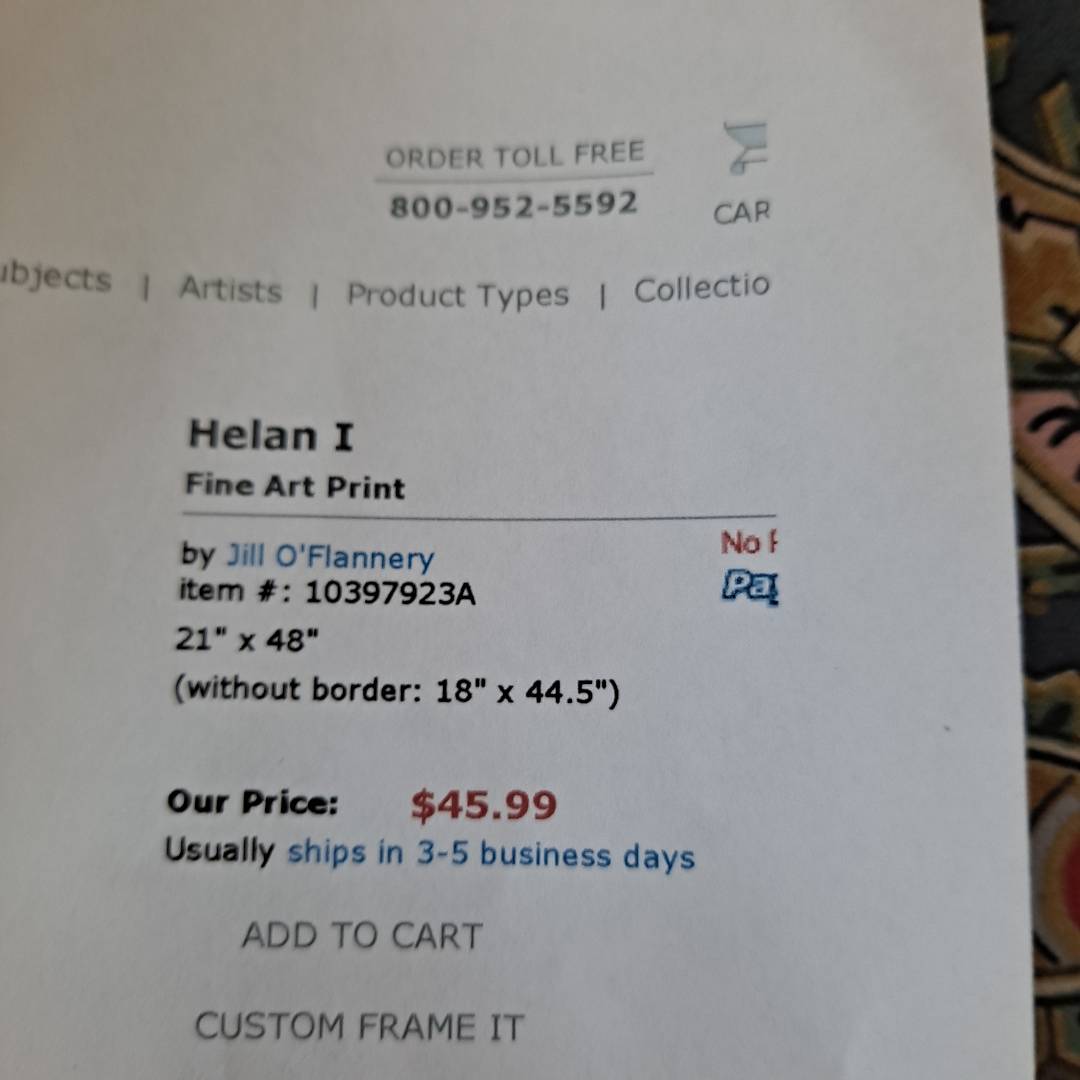 ORDER TOLL FREE
800-952-5592
CAR
ubjects | Artists | Product Types | Collectio
Helan I
Fine Art Print
by Jill O'Flannery
No
item #: 10397923A
Pa
21" x 48"
(without border: 18" x 44.5")
Our Price: $45.99
Usually ships in 3-5 business days
ADD TO CART
CUSTOM FRAME IT